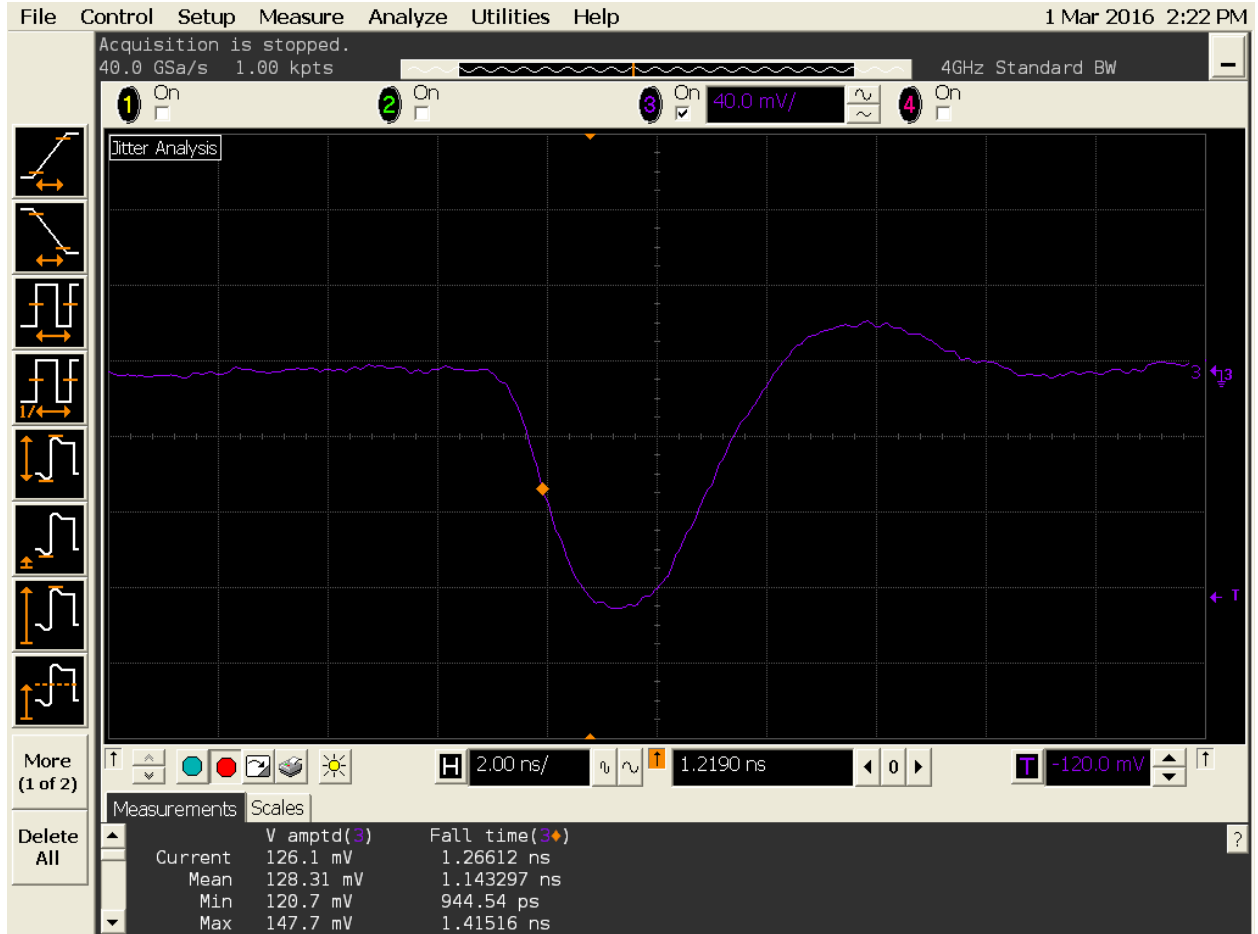 File Control Setup Measure Analyze Utilities Help 1 Mar 2016 2:22 PM
Acquisition is stopped.
40.0 GSa/s 1.00 kpts 4GHz Standard BW
1 On 2 On 3 On 40.0 mV/ 4 On
Jitter Analysis
1/
3 3
T
More
(1 of 2)
Delete
All
H 2.00 ns/ 1.2190 ns 0 T -120.0 mV
Measurements Scales
V amptd(3) Fall time(3◆) ?
Current 126.1 mV 1.26612 ns
Mean 128.31 mV 1.143297 ns
Min 120.7 mV 944.54 ps
Max 147.7 mV 1.41516 ns